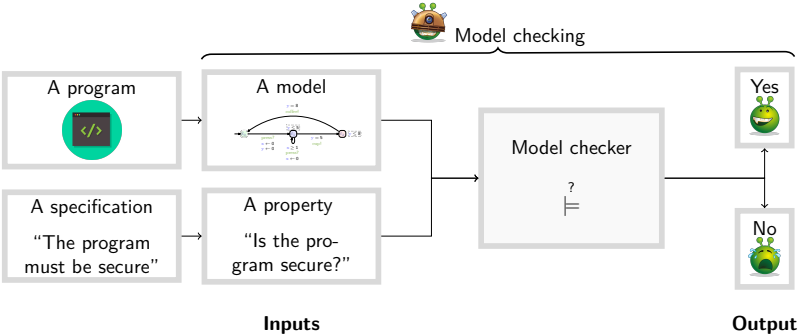 Model checking
A program
</>
A model
Yes
Model checker
?
⊨
A specification
“The program
must be secure”
A property
“Is the pro-
gram secure?”
No
Inputs
Output